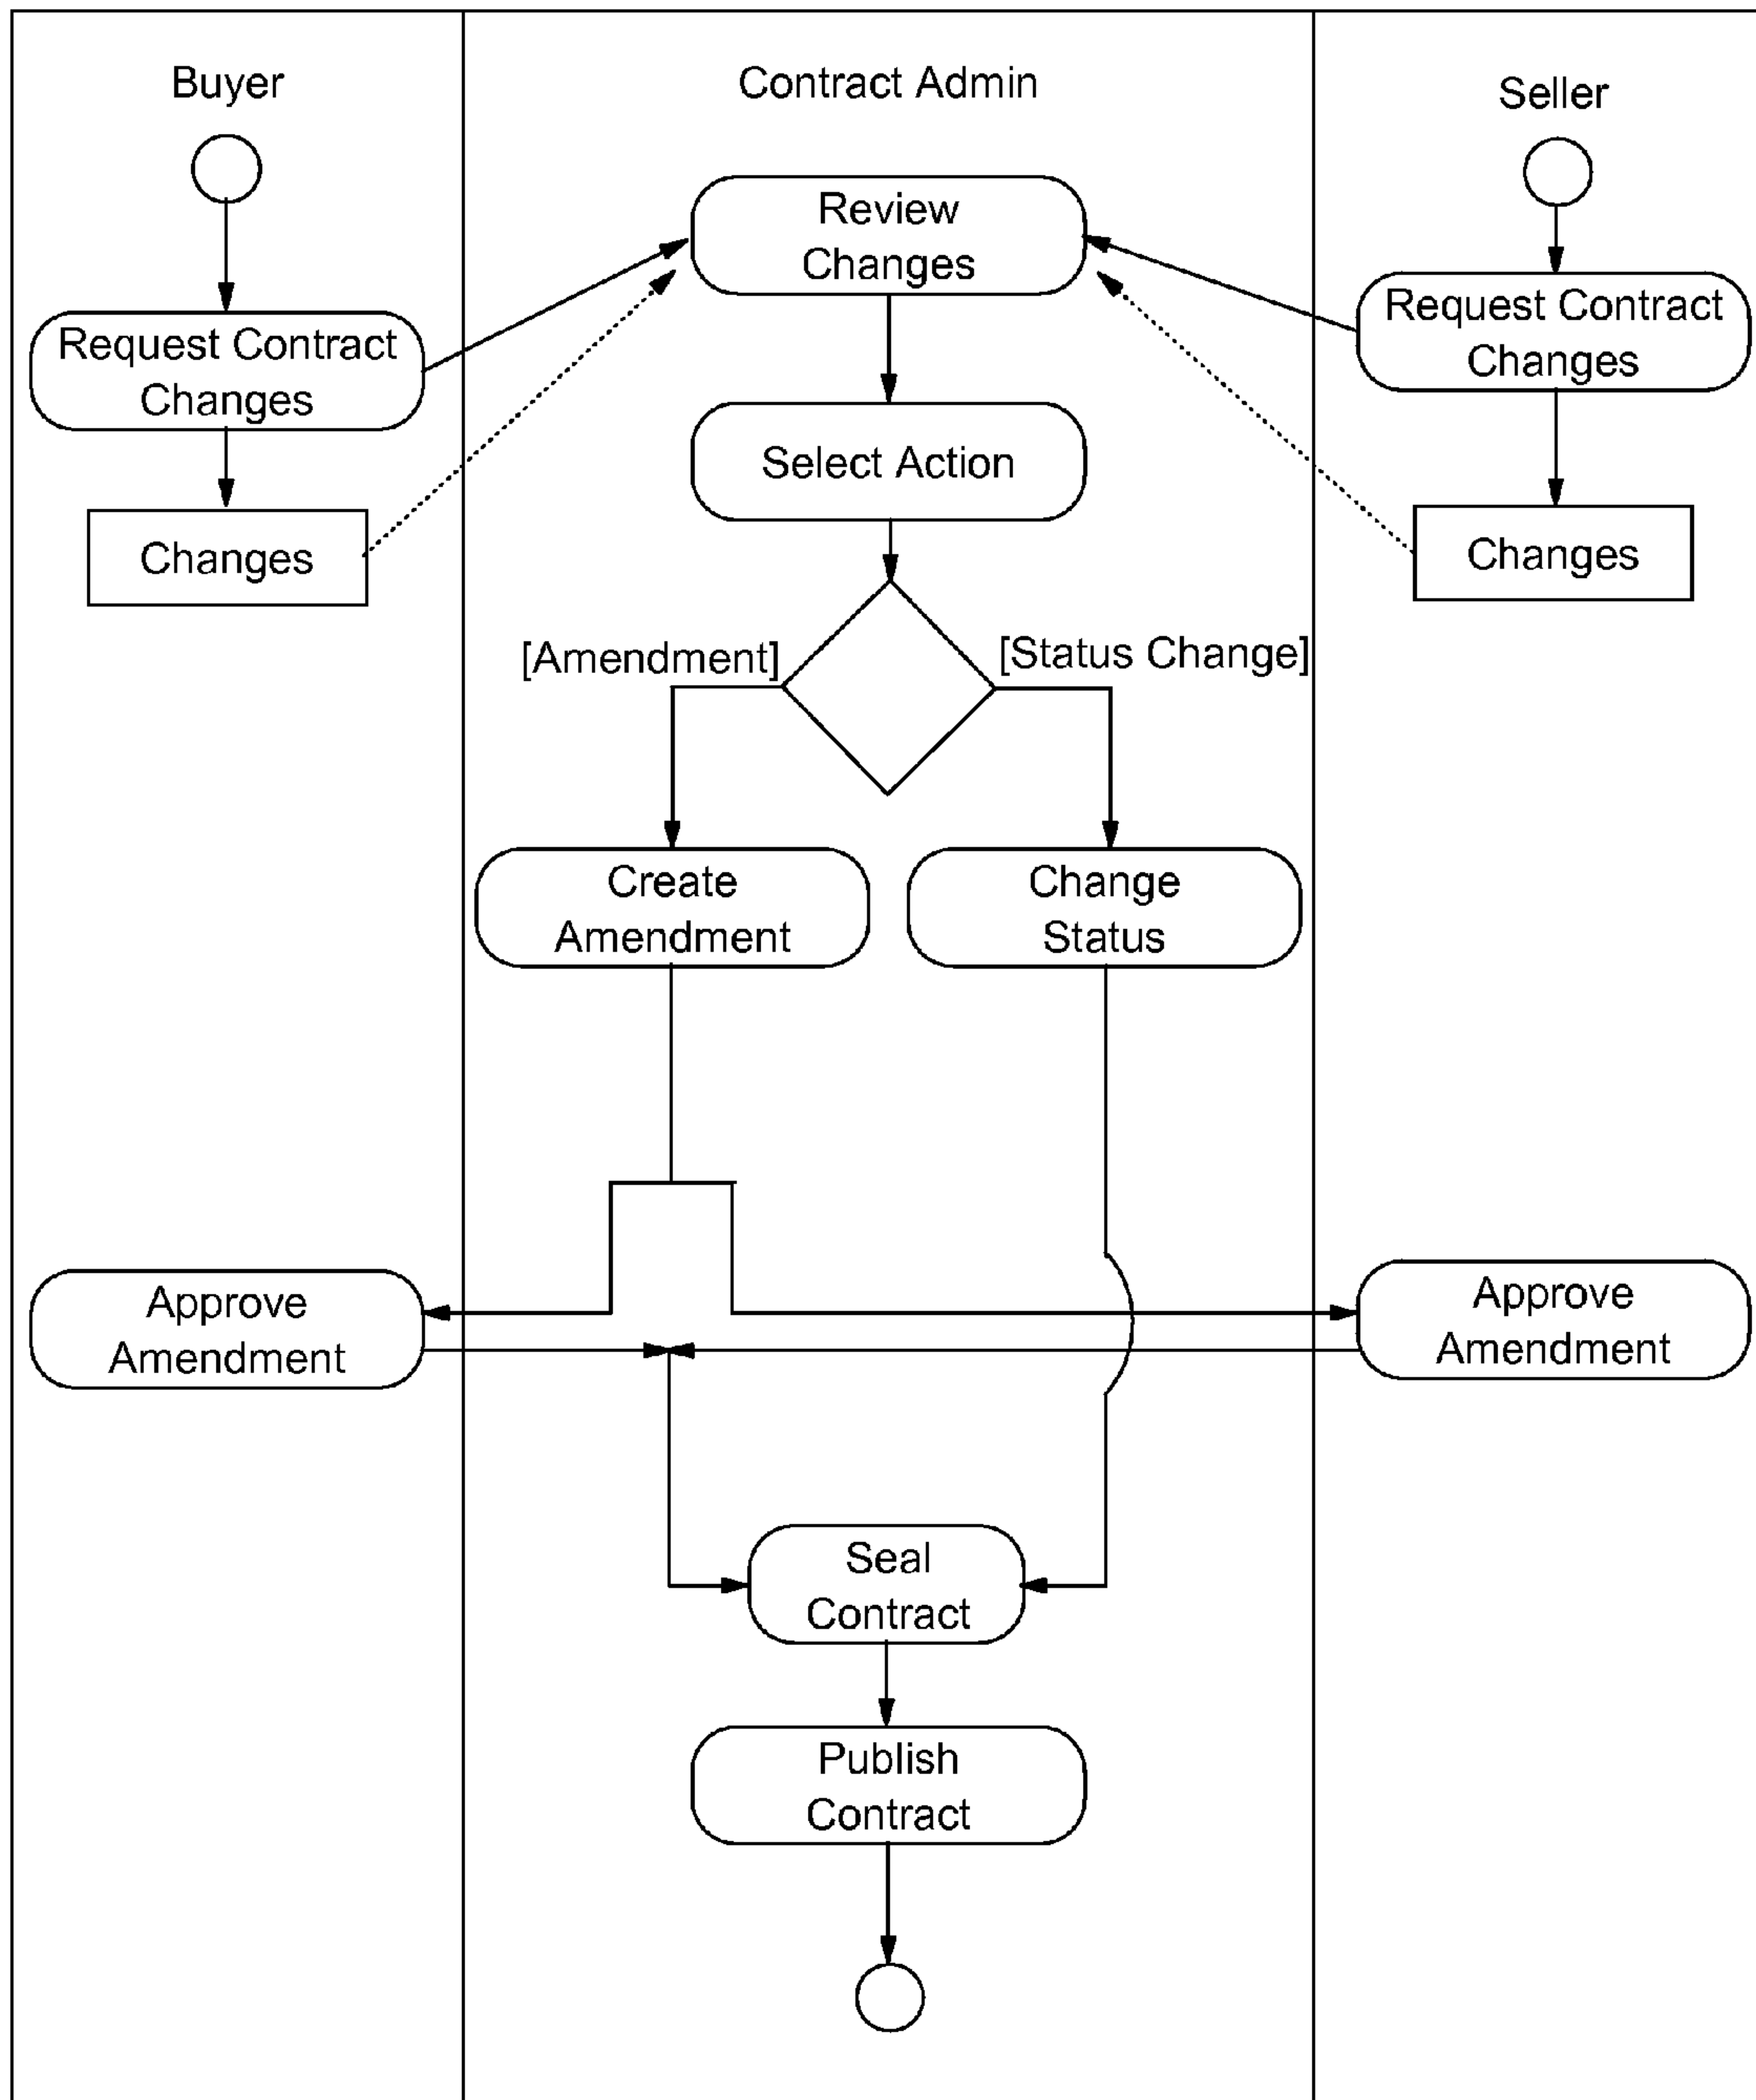 Buyer
Contract Admin
Seller
Review
Changes
Request Contract
Changes
Request Contract
Changes
Select Action
Changes
Changes
[Amendment]
[Status Change]
Create
Amendment
Change
Status
Approve
Amendment
Approve
Amendment
Seal
Contract
Publish
Contract